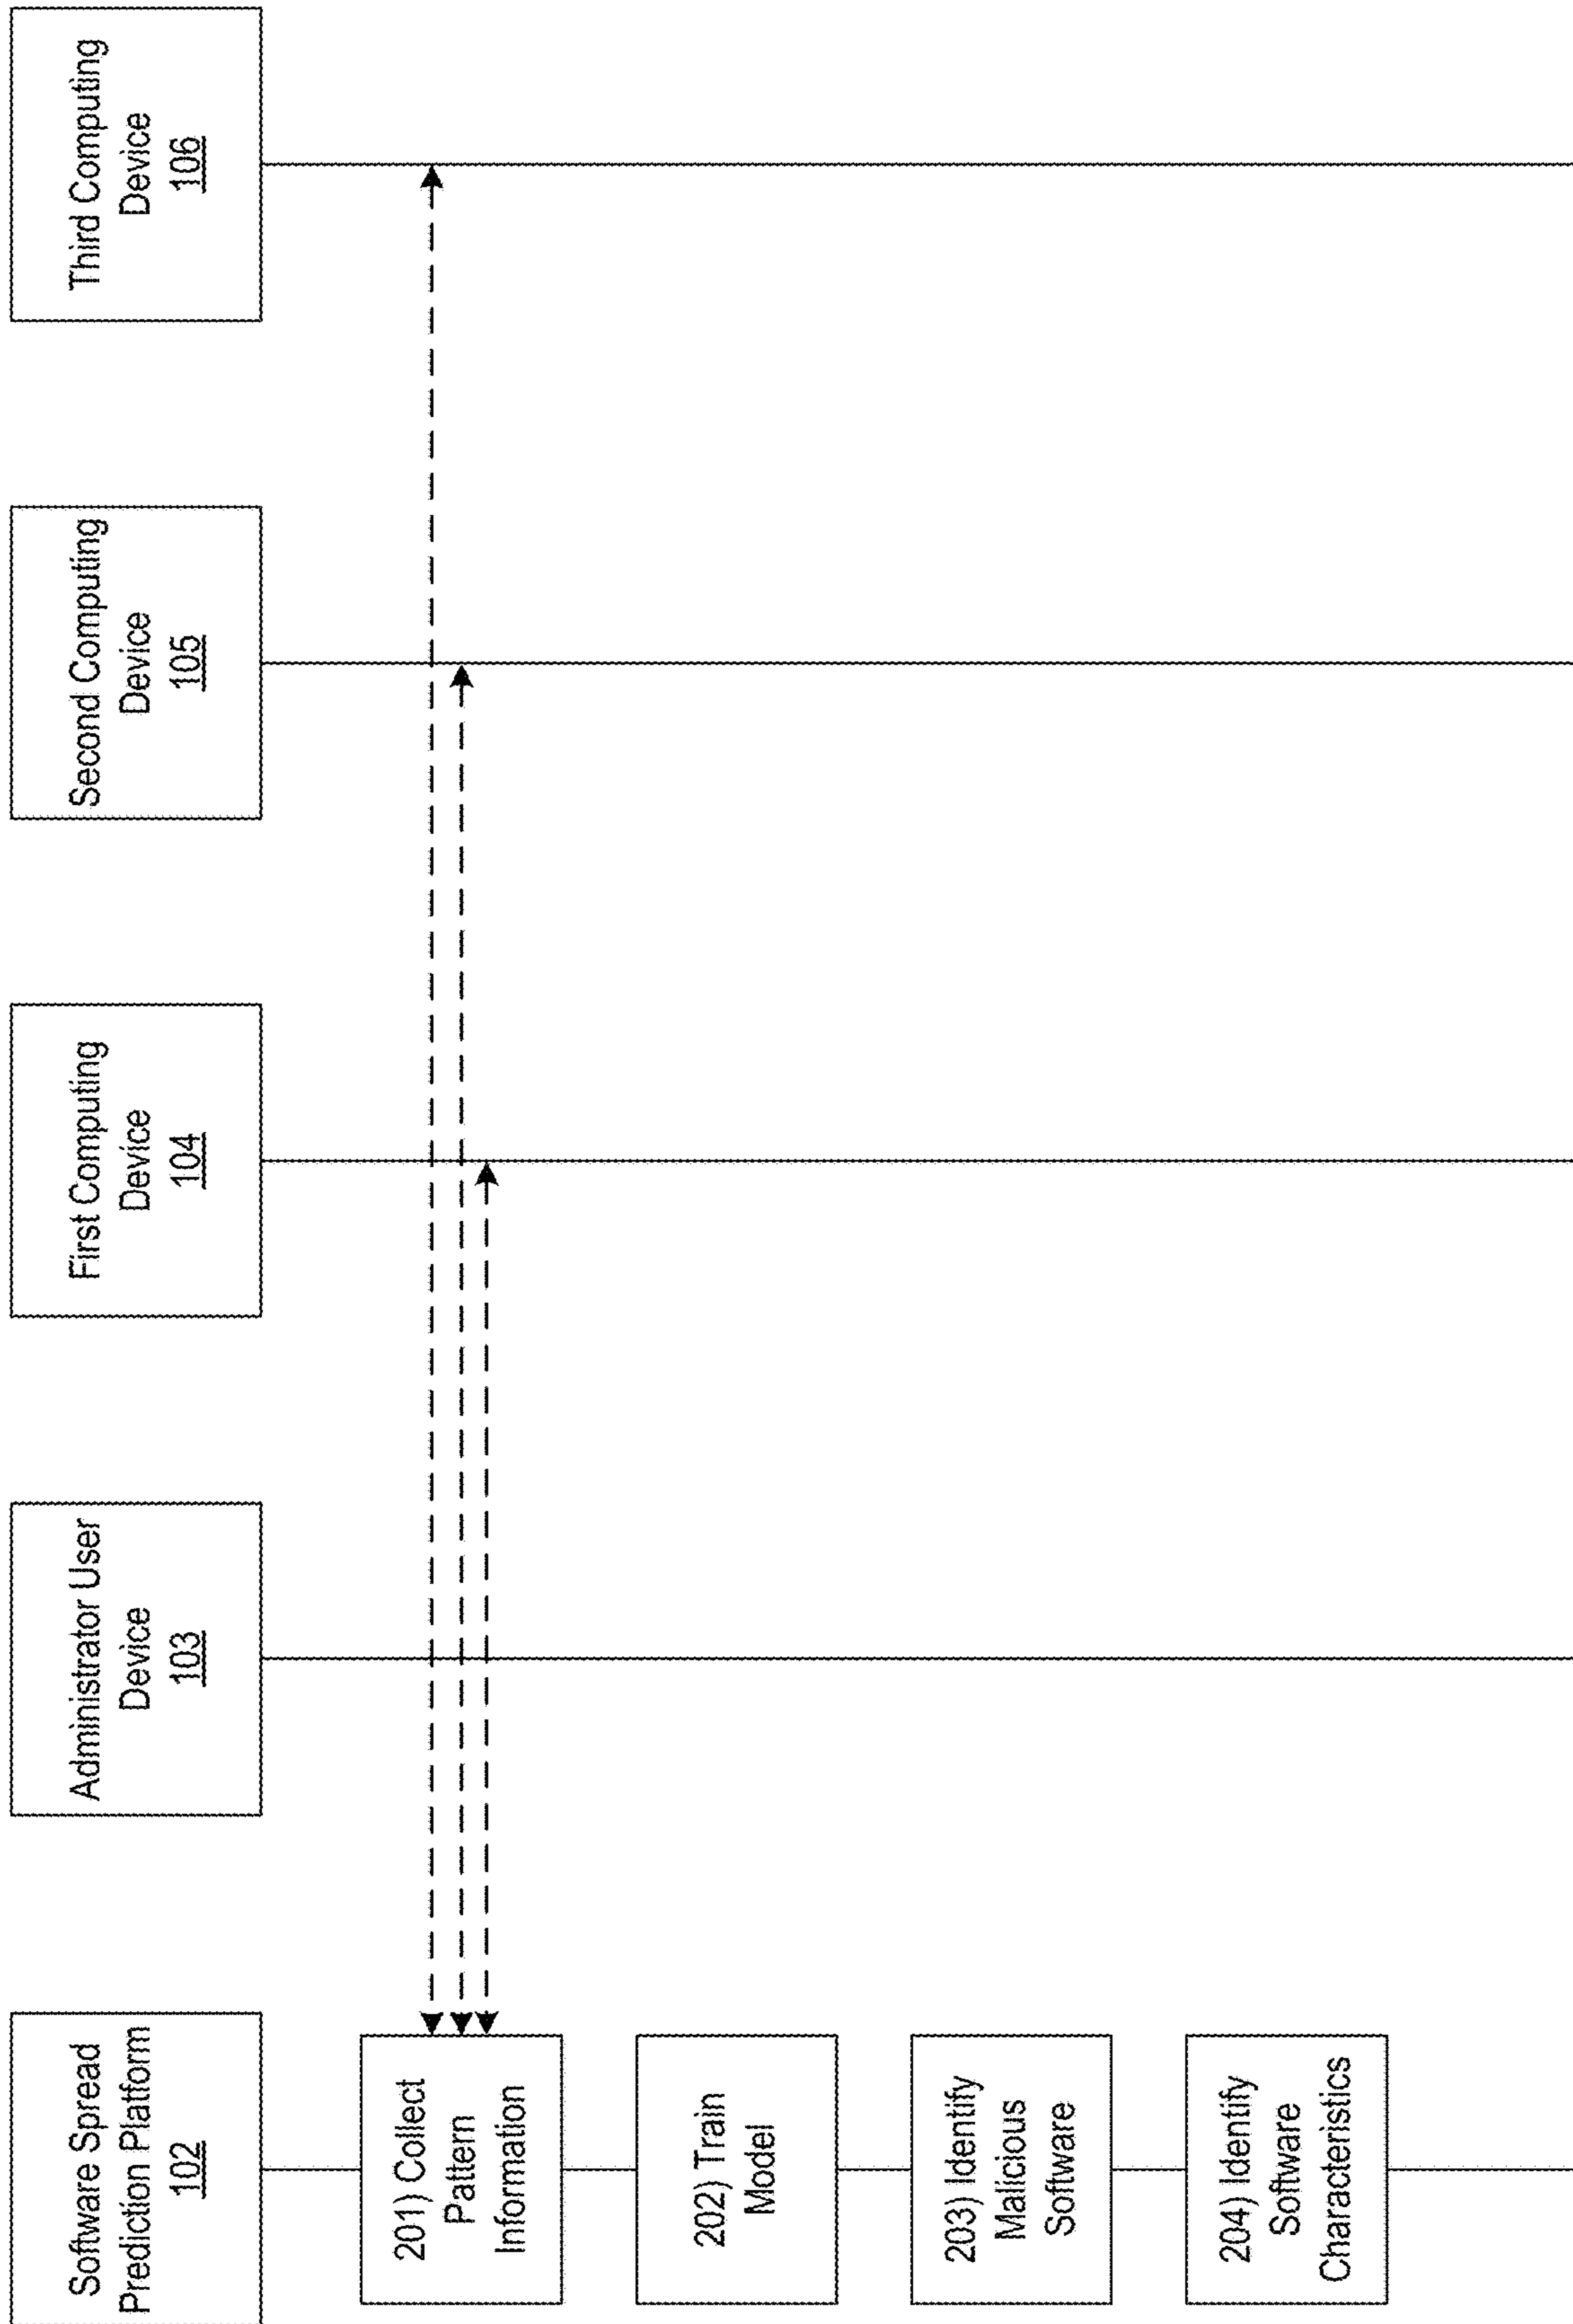 Software Spread
Prediction Platform
102
Administrator User
Device
103
First Computing
Device
104
Second Computing
Device
105
Third Computing
Device
106
201) Collect
Pattern
Information
202) Train
Model
203) Identify
Malicious
Software
204) Identify
Software
Characteristics